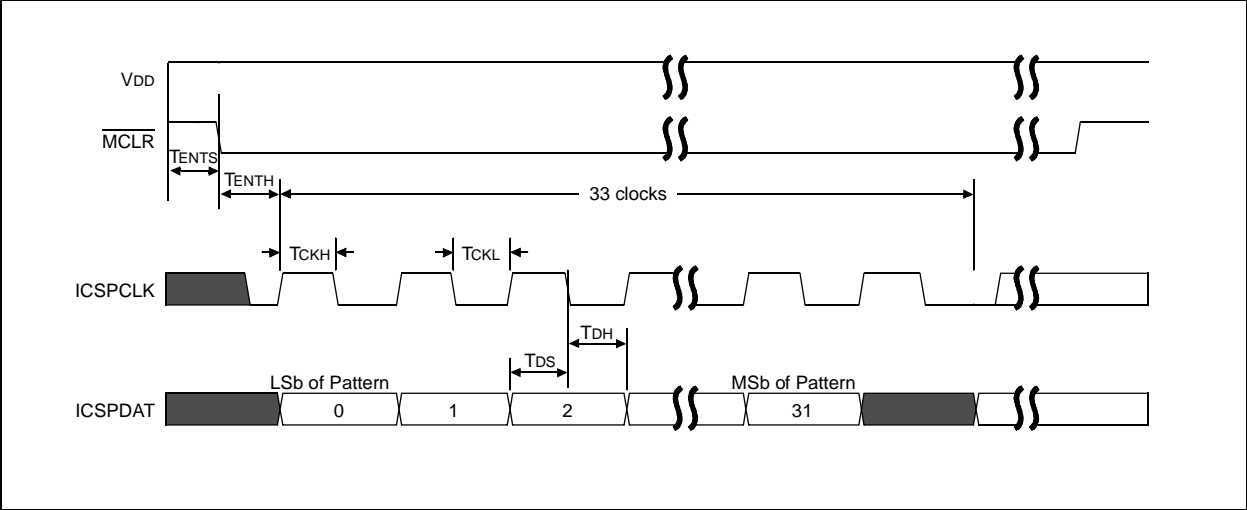 VDD
MCLR
TENTS
TENTH
33 clocks
TCKH
TCKL
ICSPCLK
TDH
TDS
LSb of Pattern
MSb of Pattern
ICSPDAT
0
1
2
31